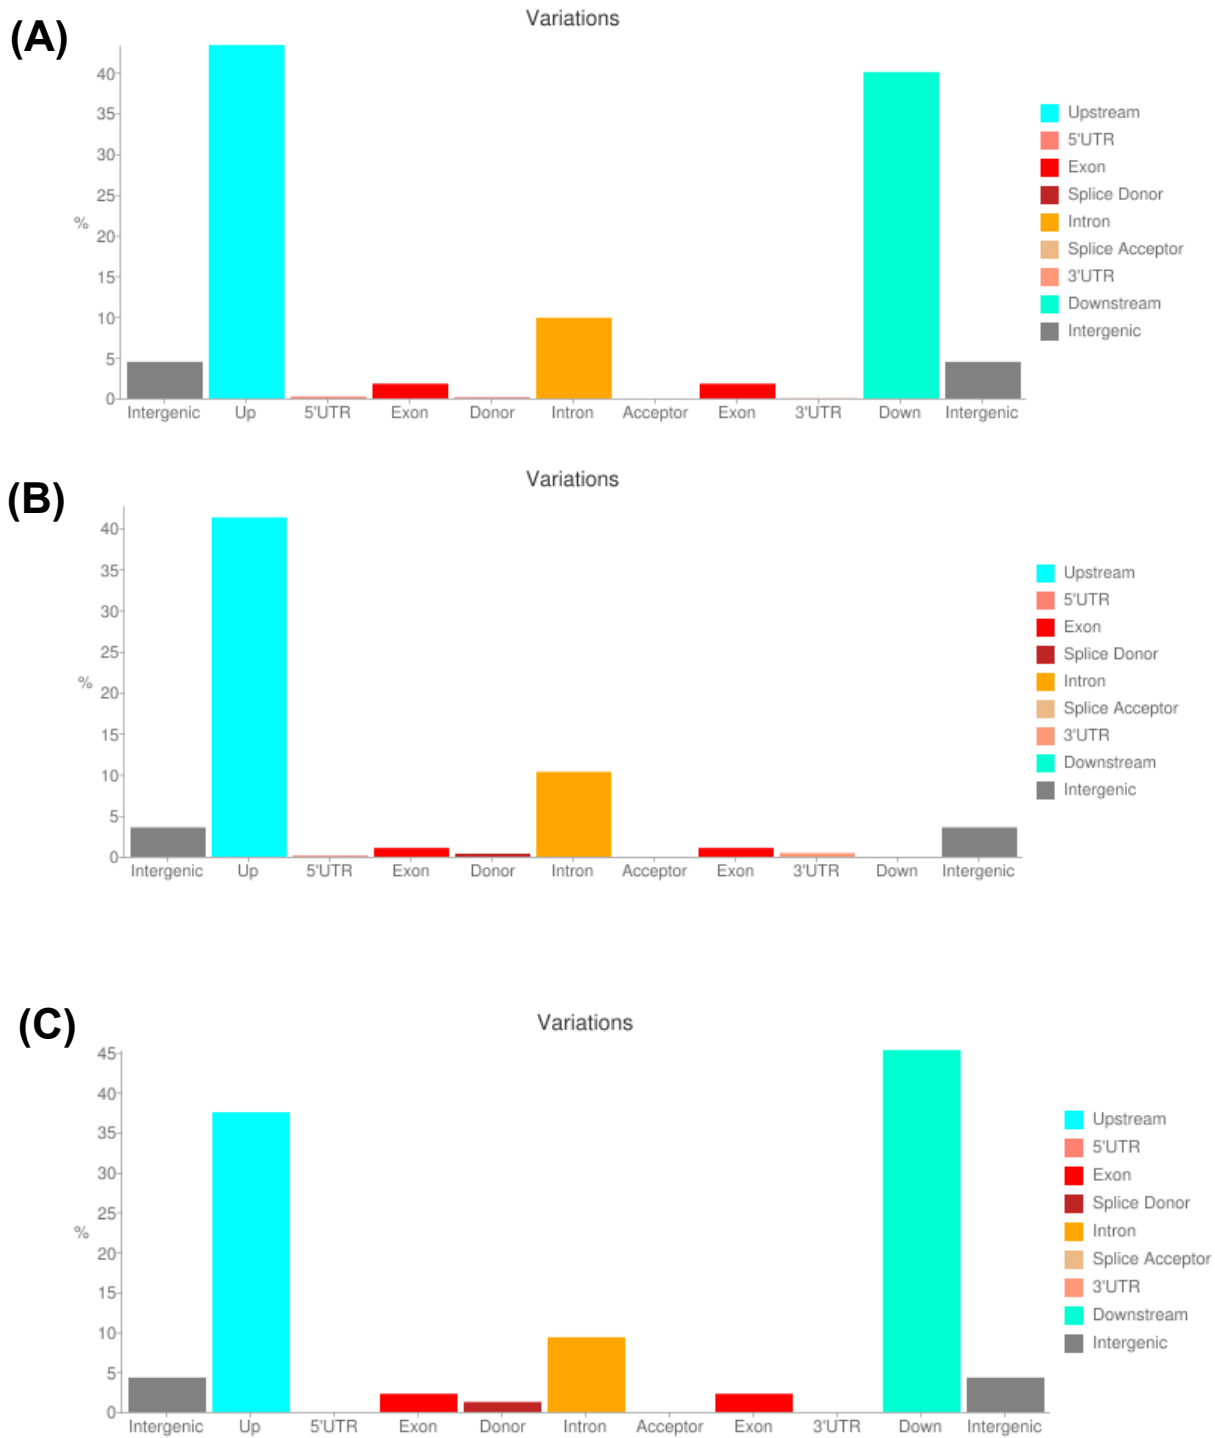 (A)
Variations
40
35
30
25
20
15
10
5
0
%
Intergenic Up 5'UTR Exon Donor Intron Acceptor Exon 3'UTR Down Intergenic
Upstream
5'UTR
Exon
Splice Donor
Intron
Splice Acceptor
3'UTR
Downstream
Intergenic
(B)
Variations
40
35
30
25
20
15
10
5
0
%
Intergenic Up 5'UTR Exon Donor Intron Acceptor Exon 3'UTR Down Intergenic
Upstream
5'UTR
Exon
Splice Donor
Intron
Splice Acceptor
3'UTR
Downstream
Intergenic
(C)
Variations
45
40
35
30
25
20
15
10
5
0
%
Intergenic Up 5'UTR Exon Donor Intron Acceptor Exon 3'UTR Down Intergenic
Upstream
5'UTR
Exon
Splice Donor
Intron
Splice Acceptor
3'UTR
Downstream
Intergenic